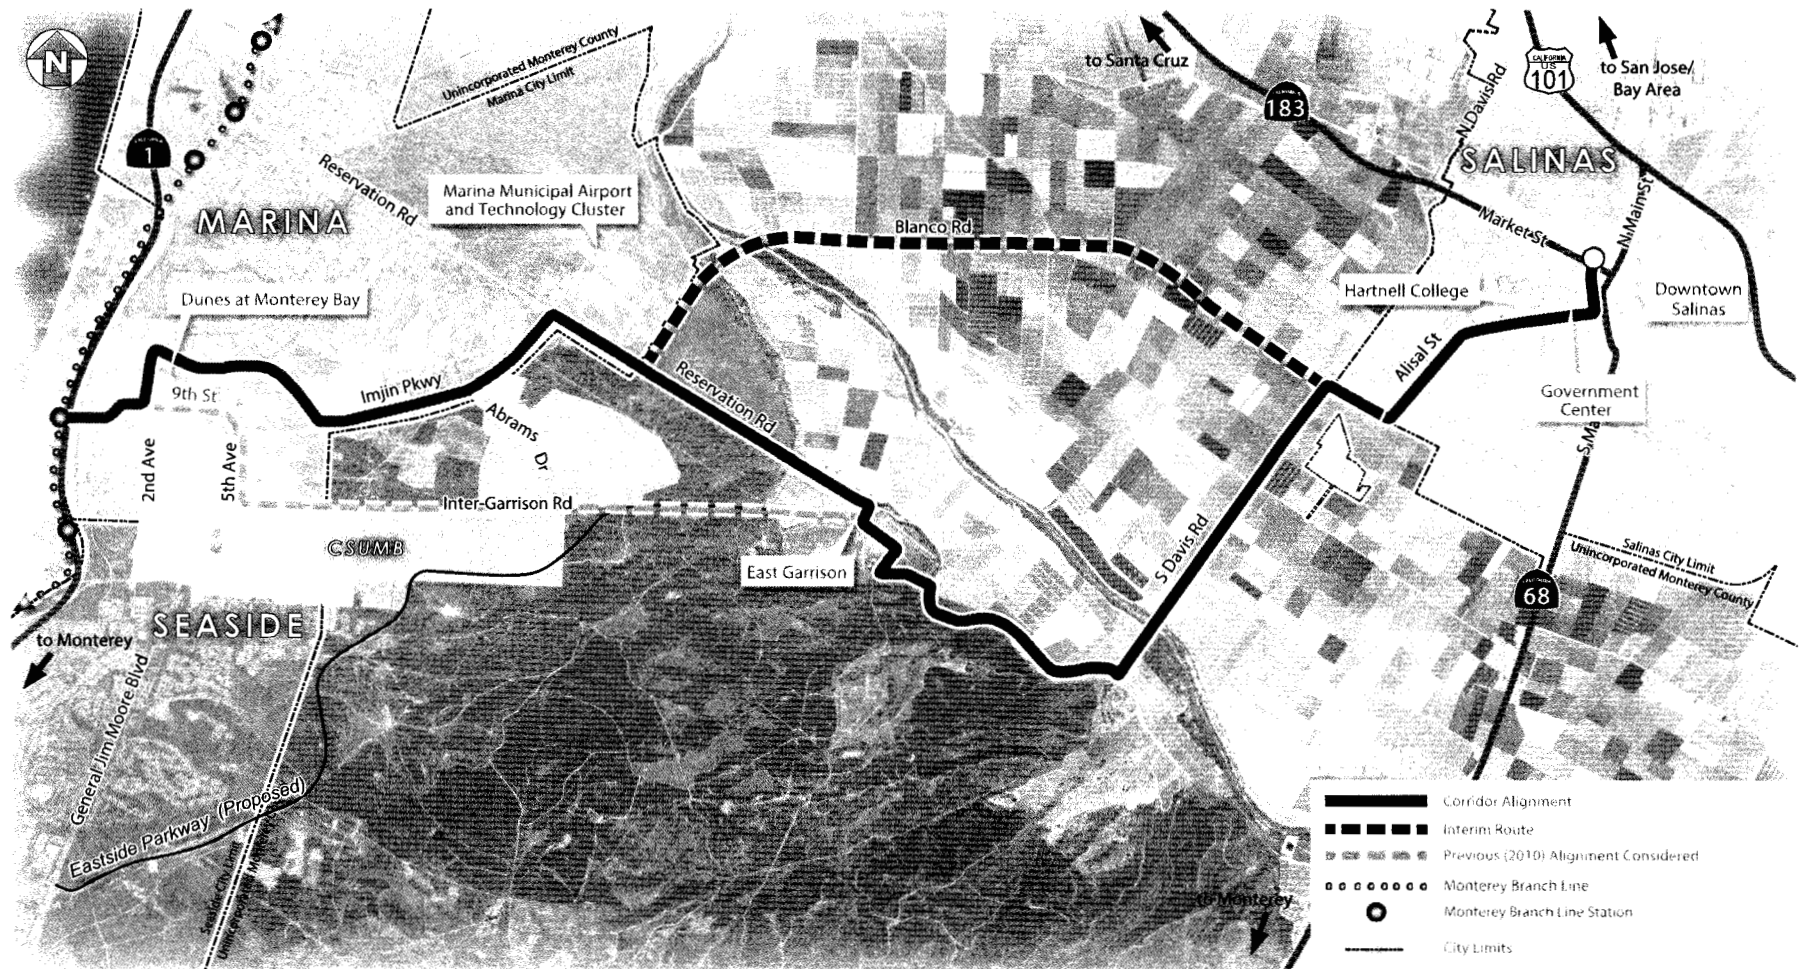 N
1
MARINA
Unincorporated Monterey County
Marina City Limit
Reservation Rd
Marina Municipal Airport
and Technology Cluster
to Santa Cruz
183
N Davis Rd
CALIFORNIA
US
101
to San Jose/
Bay Area
SALINAS
Market St
N Main St
Blanco Rd
Hartnell College
Downtown
Salinas
Dunes at Monterey Bay
Alisal St
Government
Center
9th St
Imjin Pkwy
Reservation Rd
Abrams
Dr
2nd Ave
5th Ave
Inter-Garrison Rd
CSUMB
East Garrison
S Davis Rd
Salinas City Limit
Unincorporated Monterey County
68
SEASIDE
to Monterey
General Jim Moore Blvd
Eastside Parkway (Proposed)
to Monterey
Corridor Alignment
Interim Route
Previous (2010) Alignment Considered
Monterey Branch Line
Monterey Branch Line Station
City Limits